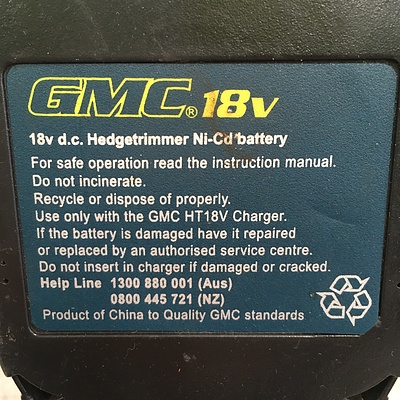 GMC® 18v
18v d.c. Hedgetrimmer Ni-Cd battery
For safe operation read the instruction manual.
Do not incinerate.
Recycle or dispose of properly.
Use only with the GMC HT18V Charger.
If the battery is damaged have it repaired
or replaced by an authorised service centre.
Do not insert in charger if damaged or cracked.
Help Line 1300 880 001 (Aus)
0800 445 721 (NZ)
Product of China to Quality GMC standards